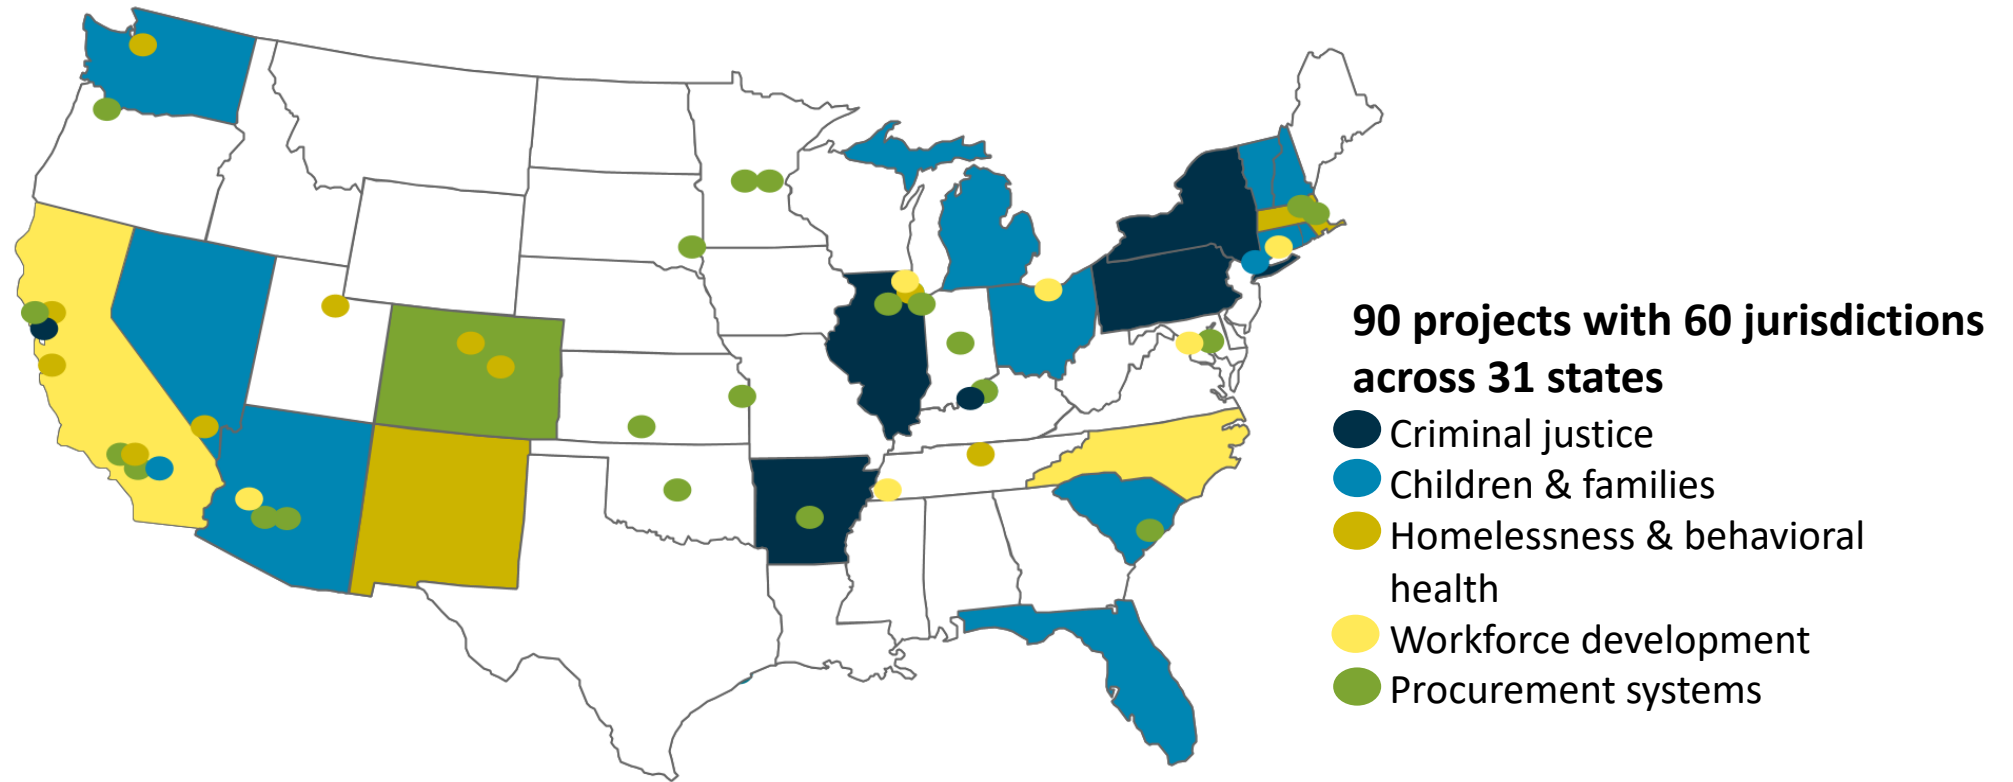 90 projects with 60 jurisdictions
across 31 states
Criminal justice
Children & families
Homelessness & behavioral
health
Workforce development
Procurement systems